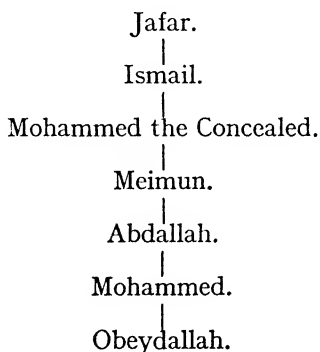 Jafar.
Ismail.
Mohammed the Concealed.
Meimun.
Abdallah.
Mohammed.
Obeydallah.